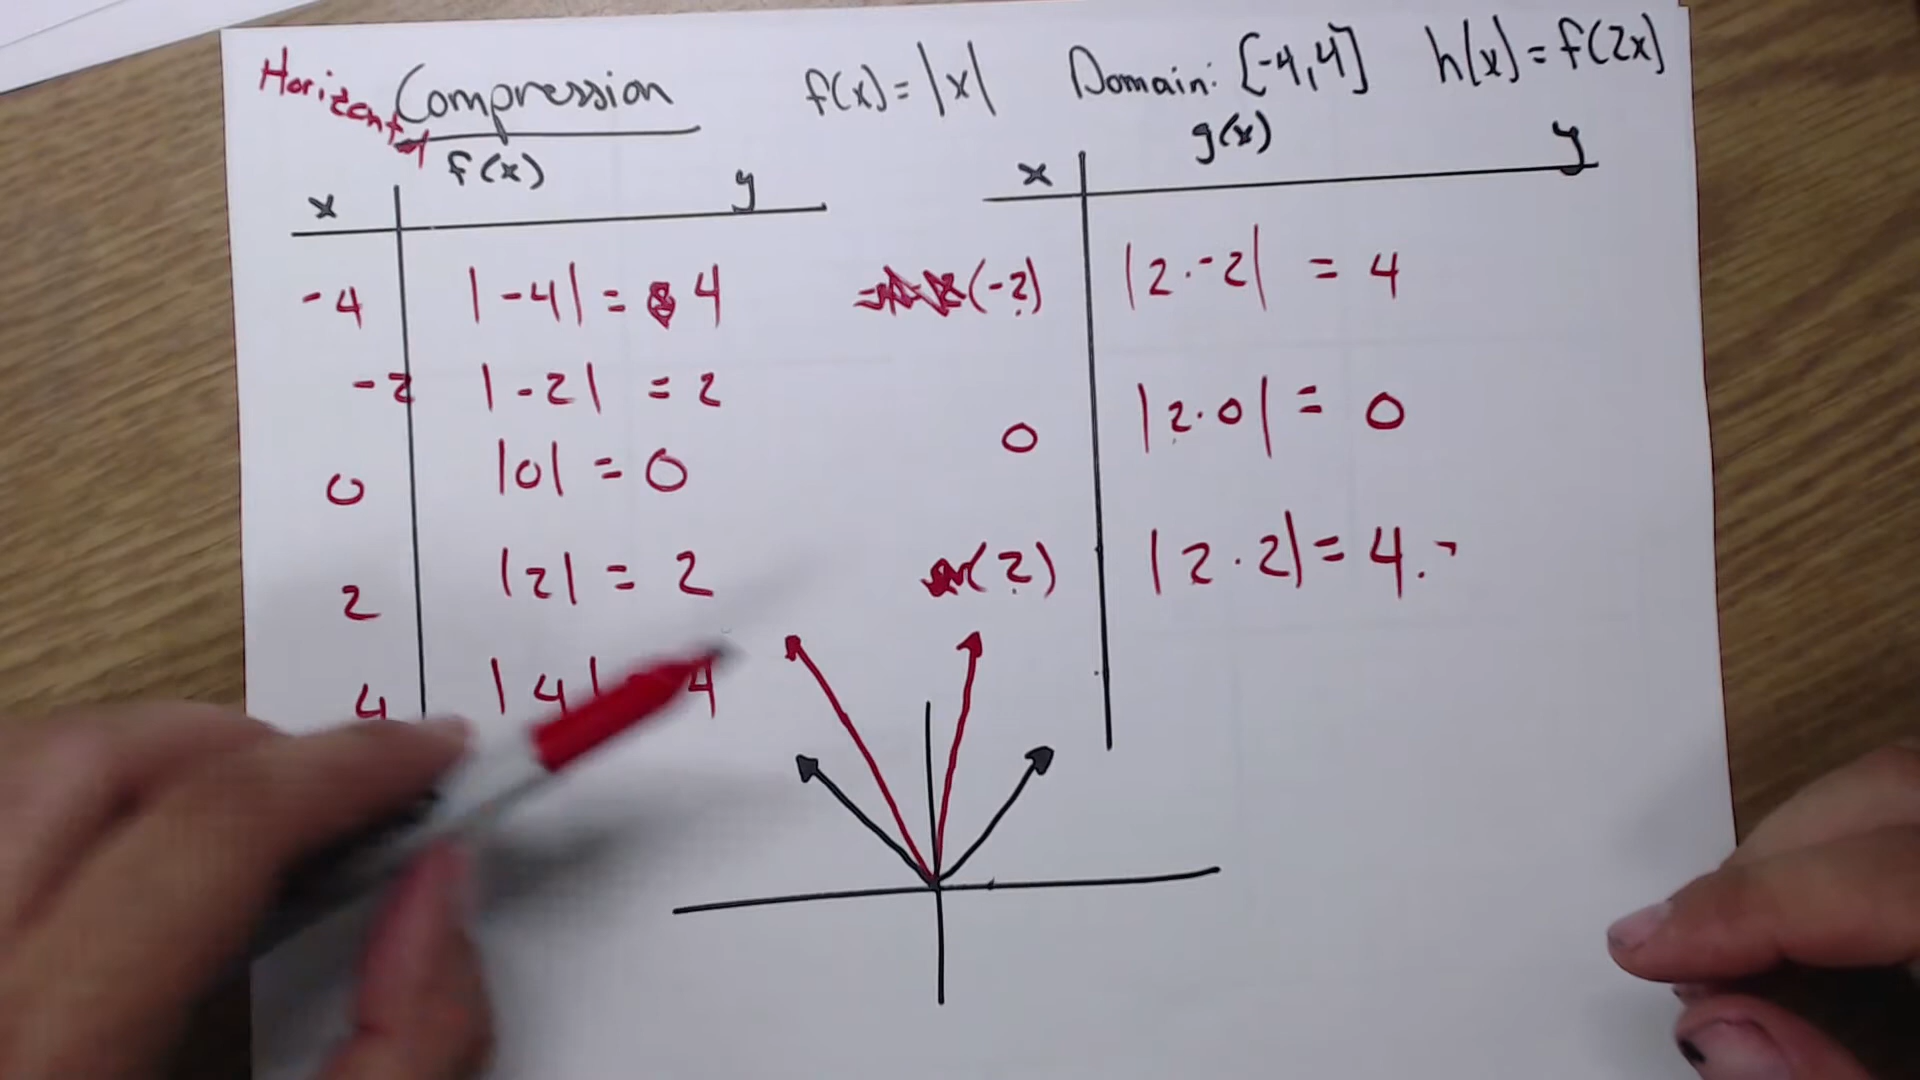 Horizontal Compression f(x) = |x| Domain: [-4,4] h(x) = f(2x)
x f(x) y
-4 |-4| = 4
-2 |-2| = 2
0 |0| = 0
2 |2| = 2
4 |4| 4
x g(x) y
(-2) |2·-2| = 4
0 |2·0| = 0
(2) |2·2| = 4.